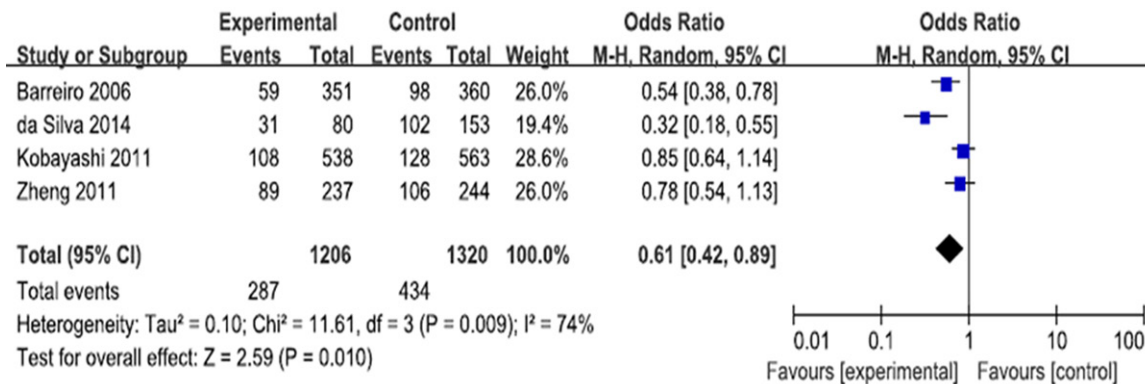 Experimental Control Odds Ratio Odds Ratio
Study or Subgroup Events Total Events Total Weight M-H, Random, 95% CI M-H, Random, 95% CI
Barreiro 2006 59 351 98 360 26.0% 0.54 [0.38, 0.78]
da Silva 2014 31 80 102 153 19.4% 0.32 [0.18, 0.55]
Kobayashi 2011 108 538 128 563 28.6% 0.85 [0.64, 1.14]
Zheng 2011 89 237 106 244 26.0% 0.78 [0.54, 1.13]
Total (95% CI) 1206 1320 100.0% 0.61 [0.42, 0.89]
Total events 287 434
Heterogeneity: Tau² = 0.10; Chi² = 11.61, df = 3 (P = 0.009); I² = 74%
Test for overall effect: Z = 2.59 (P = 0.010)
0.01 0.1 1 10 100
Favours [experimental] Favours [control]